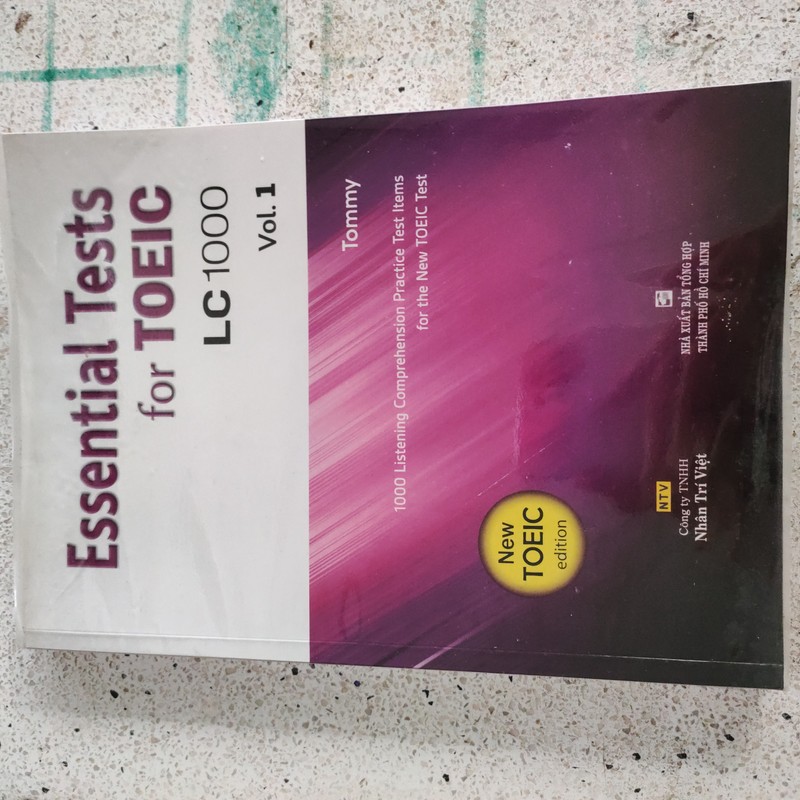 Essential Tests
for TOEIC
LC 1000
Vol. 1
Tommy
1000 Listening Comprehension Practice Test Items
for the New TOEIC Test
New
TOEIC
edition
NTV
Công ty TNHH
Nhân Trí Việt
NHÀ XUẤT BẢN TỔNG HỢP
THÀNH PHỐ HỒ CHÍ MINH